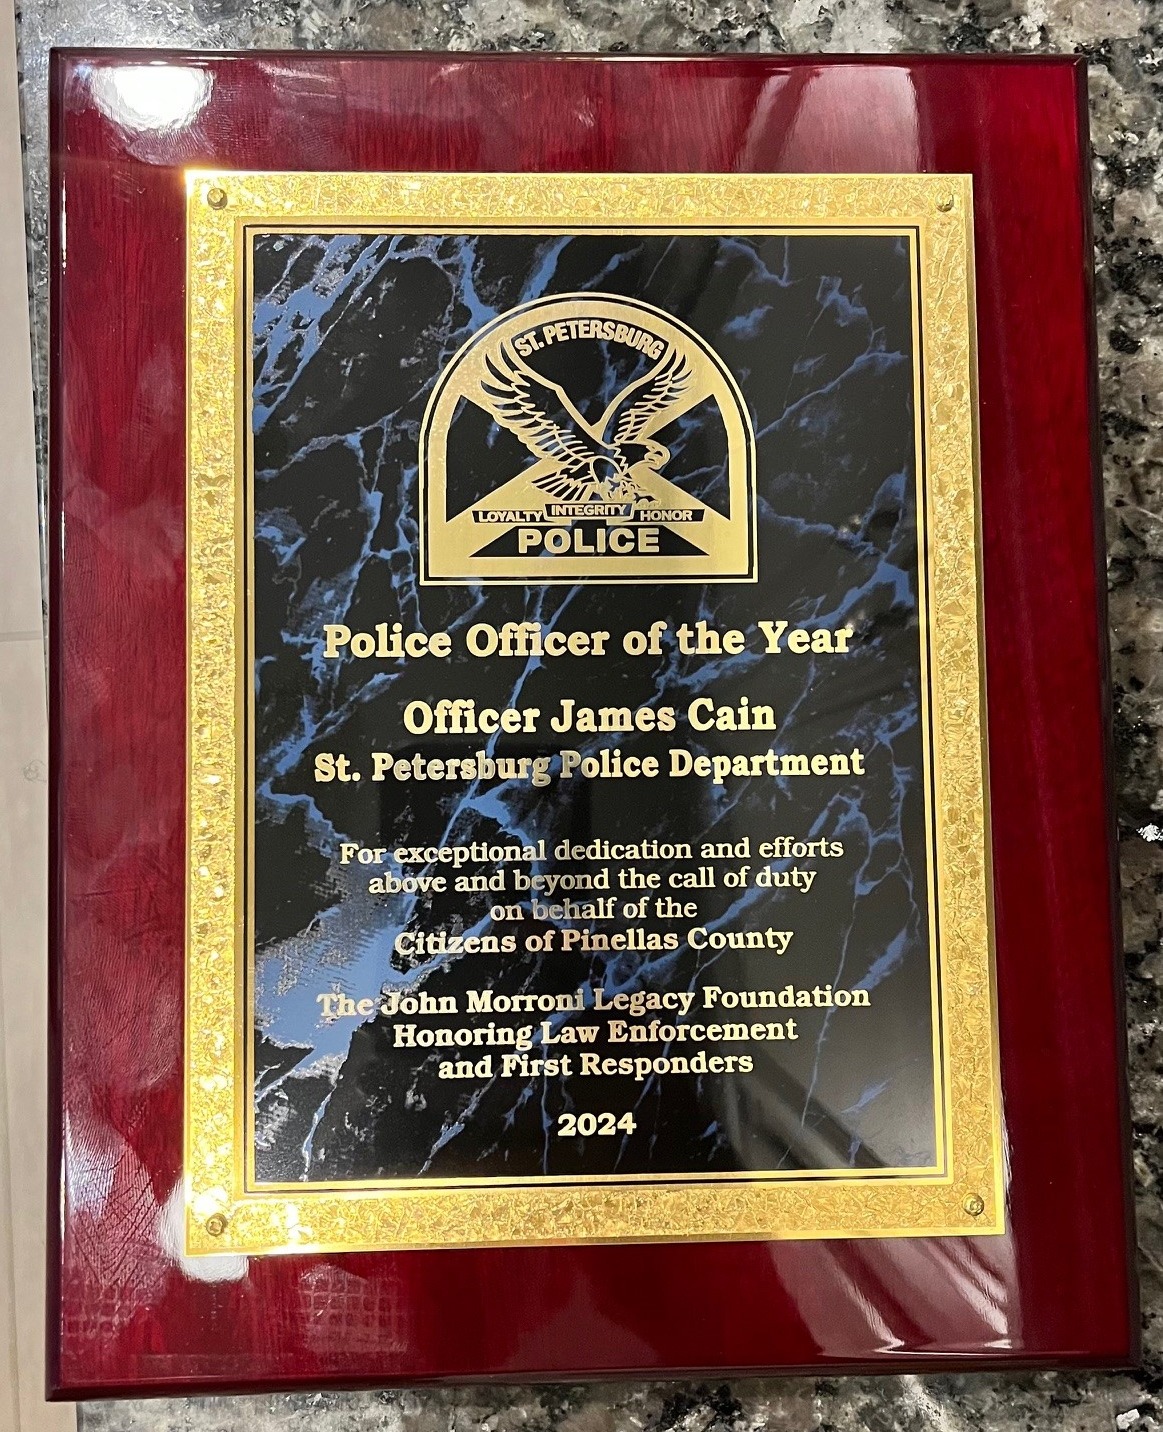 ST. PETERSBURG
LOYALTY INTEGRITY HONOR
POLICE
Police Officer of the Year
Officer James Cain
St. Petersburg Police Department
For exceptional dedication and efforts
above and beyond the call of duty
on behalf of the
Citizens of Pinellas County
The John Morroni Legacy Foundation
Honoring Law Enforcement
and First Responders
2024